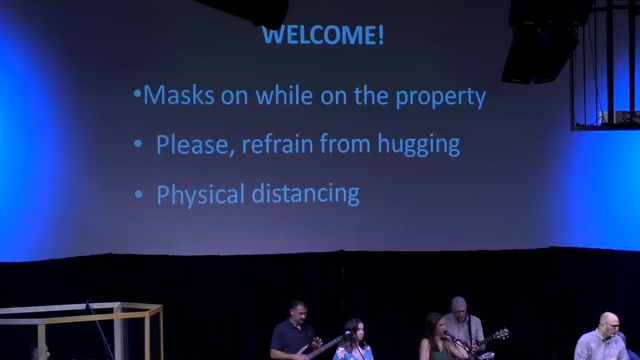 WELCOME!
•Masks on while on the property
• Please, refrain from hugging
• Physical distancing